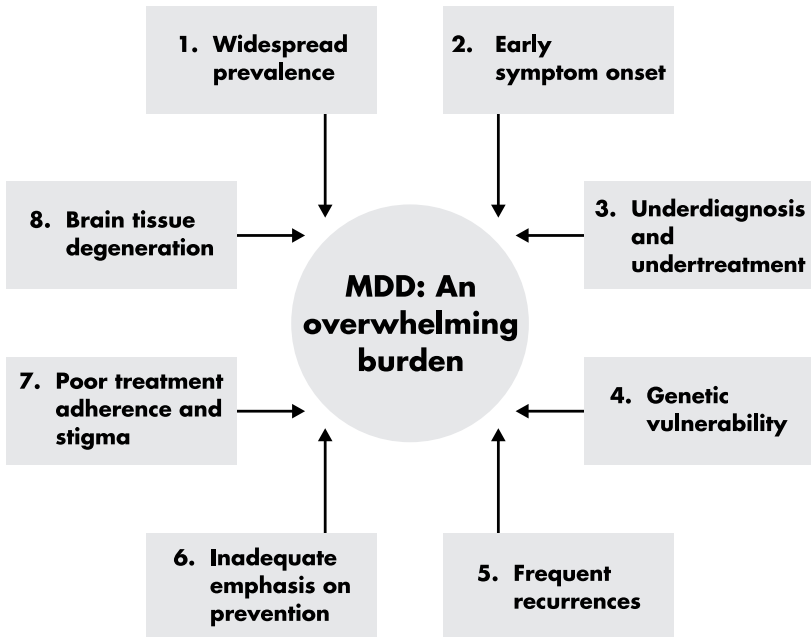 1. Widespread
prevalence
2. Early
symptom onset
3. Underdiagnosis
and
undertreatment
4. Genetic
vulnerability
5. Frequent
recurrences
6. Inadequate
emphasis on
prevention
7. Poor treatment
adherence and
stigma
8. Brain tissue
degeneration
MDD: An
overwhelming
burden